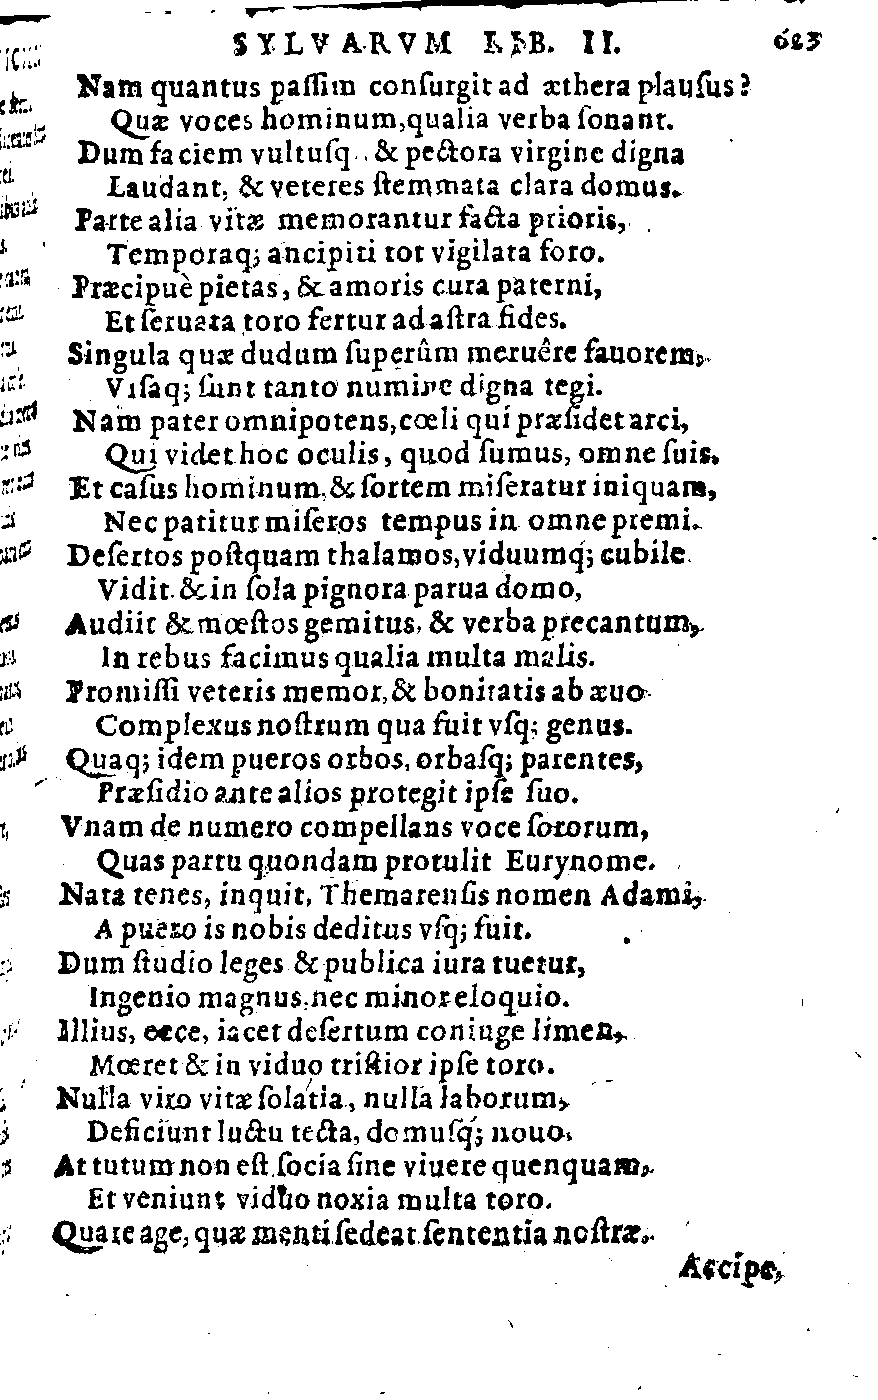 SYLVARVM LIB. II. 623
Nam quantus paſſim conſurgit ad æthera plauſus?
Quæ voces hominum, qualia verba ſonant.
Dum faciem vultuſq. & pectora virgine digna
Laudant, & veteres ſtemmata clara domus.
Parte alia vitæ memorantur facta prioris,
Temporaq; ancipiti tot vigilata foro.
Præcipuè pietas, & amoris cura paterni,
Et ſeruata toro fertur ad aſtra fides.
Singula quæ dudum ſuperûm meruêre fauorem,
Viſaq; ſunt tanto numine digna tegi.
Nam pater omnipotens, cœli qui præſidet arci,
Qui videt hoc oculis, quod ſumus, omne ſuis.
Et caſus hominum, & ſortem miſeratur iniquam,
Nec patitur miſeros tempus in omne premi.
Deſertos poſtquam thalamos, viduumq; cubile
Vidit & in ſola pignora parua domo,
Audiit & mœſtos gemitus, & verba precantum,
In rebus facimus qualia multa malis.
Promiſſi veteris memor, & bonitatis ab æuo
Complexus noſtrum qua fuit vſq; genus.
Quaq; idem pueros orbos, orbaſq; parentes,
Præſidio ante alios protegit ipſe ſuo.
Vnam de numero compellans voce ſororum,
Quas partu quondam protulit Eurynome.
Nata tenes, inquit, Themarenſis nomen Adami,
A puero is nobis deditus vſq; fuit.
Dum ſtudio leges & publica iura tuetur,
Ingenio magnus, nec minor eloquio.
Illius, ecce, iacet deſertum coniuge limen,
Mœret & in viduo triſtior ipſe toro.
Nulla viro vitæ ſolatia, nulla laborum,
Deficiunt luctu tecta, domuſq; nouo,
At tutum non eſt ſocia ſine viuere quenquam,
Et veniunt viduo noxia multa toro.
Quare age, quæ menti ſedeat ſententia noſtræ.
Accipe,